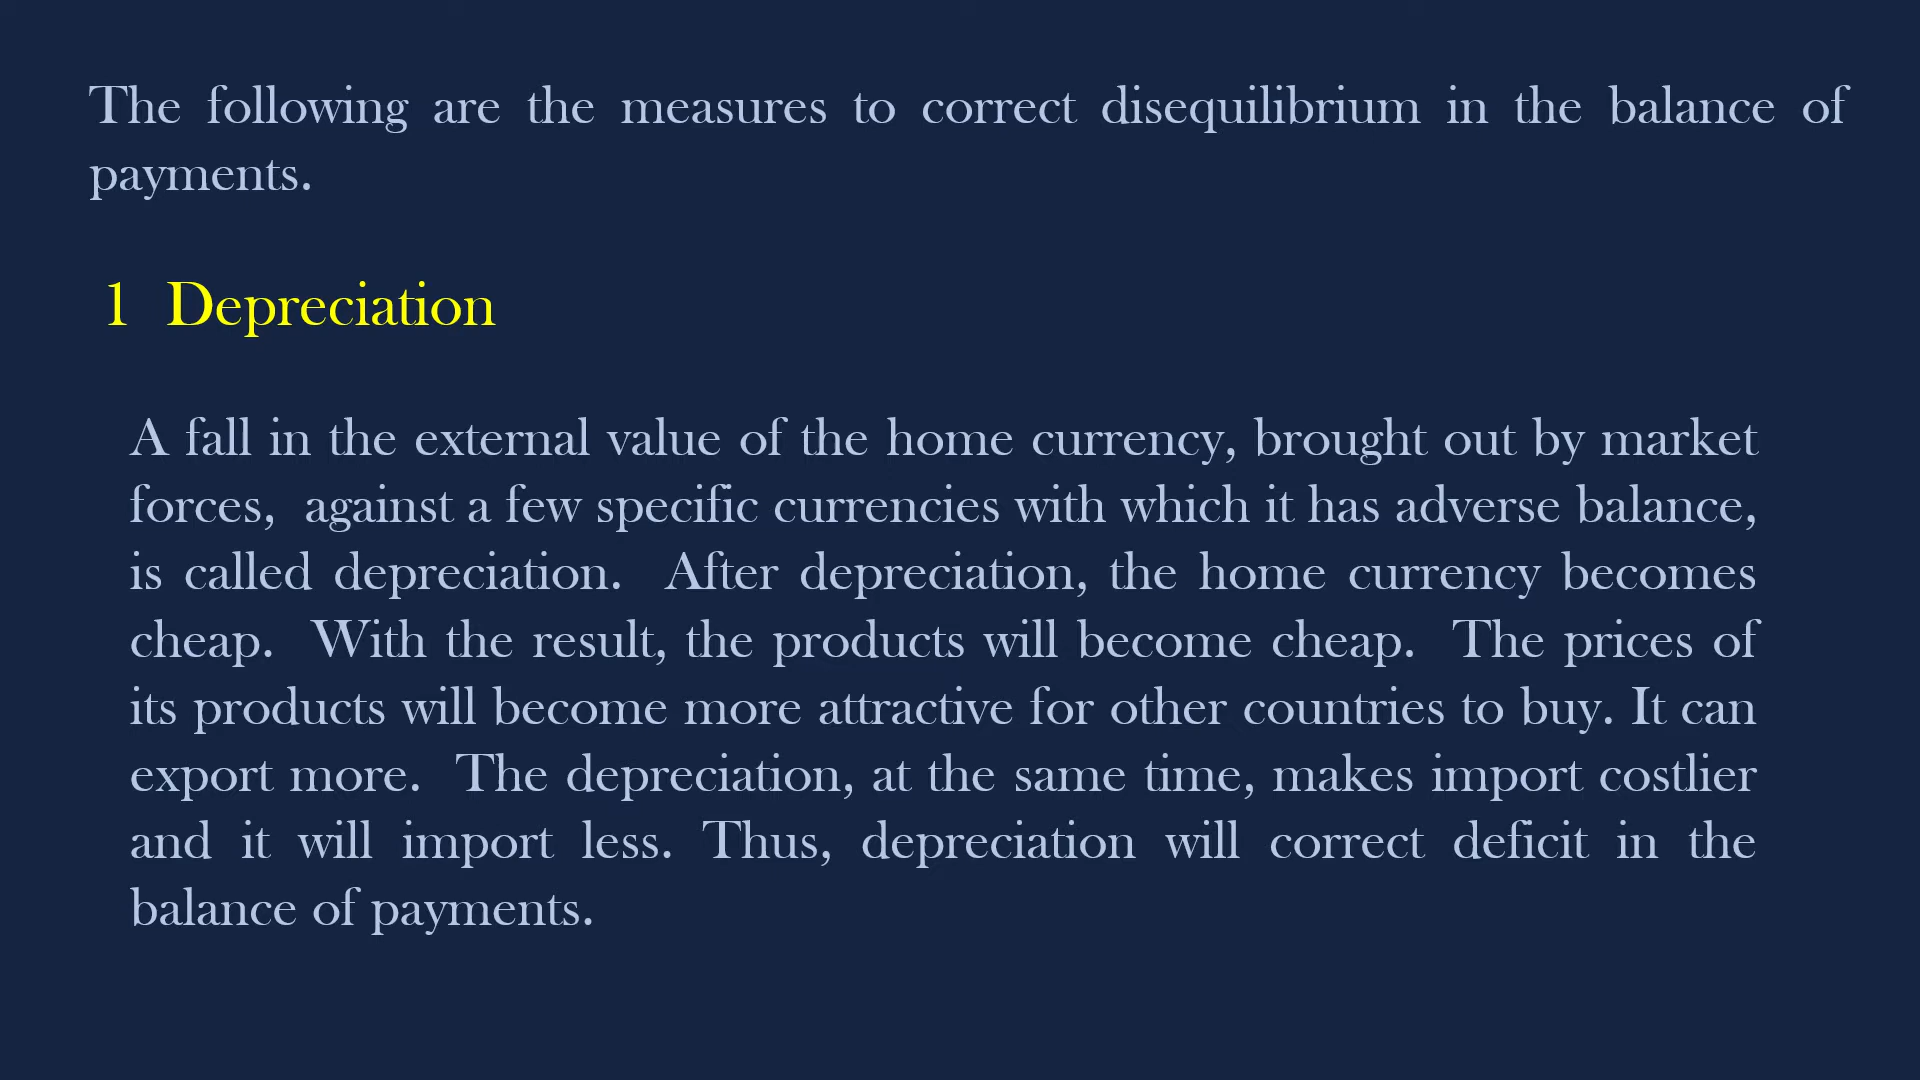 The following are the measures to correct disequilibrium in the balance of
payments.
1 Depreciation
A fall in the external value of the home currency, brought out by market
forces, against a few specific currencies with which it has adverse balance,
is called depreciation. After depreciation, the home currency becomes
cheap. With the result, the products will become cheap. The prices of
its products will become more attractive for other countries to buy. It can
export more. The depreciation, at the same time, makes import costlier
and it will import less. Thus, depreciation will correct deficit in the
balance of payments.